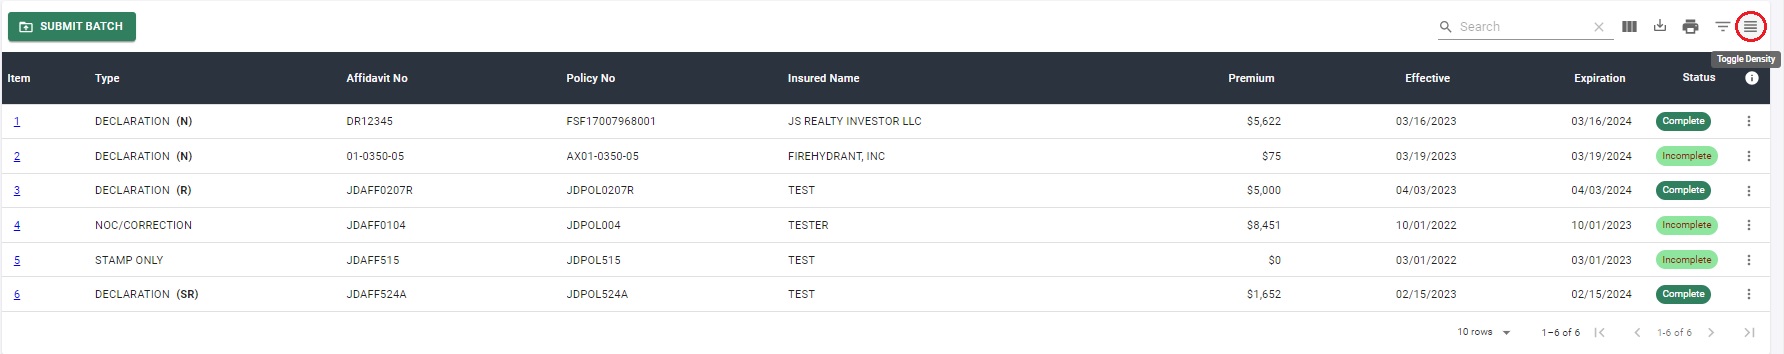 SUBMIT BATCH Search
Toggle Density
Item Type Affidavit No Policy No Insured Name Premium Effective Expiration Status
1 DECLARATION (N) DR12345 FSF17007968001 JS REALTY INVESTOR LLC $5,622 03/16/2023 03/16/2024 Complete
2 DECLARATION (N) 01-0350-05 AX01-0350-05 FIREHYDRANT, INC $75 03/19/2023 03/19/2024 Incomplete
3 DECLARATION (R) JDAFF0207R JDPOL0207R TEST $5,000 04/03/2023 04/03/2024 Complete
4 NOC/CORRECTION JDAFF0104 JDPOL004 TESTER $8,451 10/01/2022 10/01/2023 Incomplete
5 STAMP ONLY JDAFF515 JDPOL515 TEST $0 03/01/2022 03/01/2023 Incomplete
6 DECLARATION (SR) JDAFF524A JDPOL524A TEST $1,652 02/15/2023 02/15/2024 Complete
10 rows 1–6 of 6 1-6 of 6